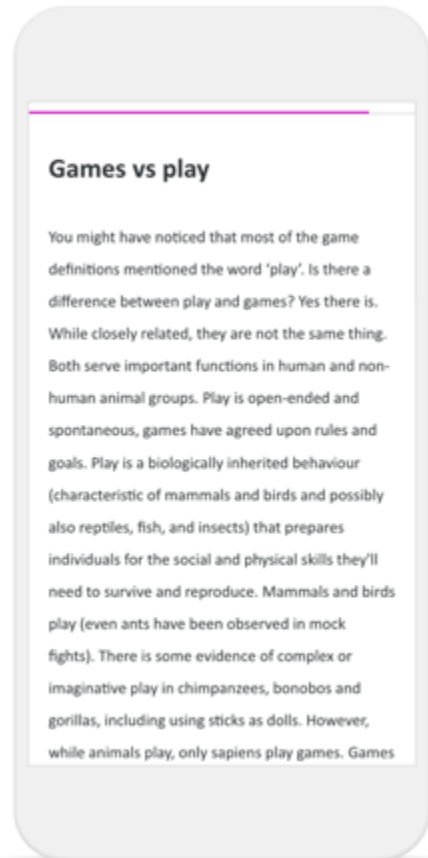 Games vs play
You might have noticed that most of the game
definitions mentioned the word ‘play’. Is there a
difference between play and games? Yes there is.
While closely related, they are not the same thing.
Both serve important functions in human and non-
human animal groups. Play is open-ended and
spontaneous, games have agreed upon rules and
goals. Play is a biologically inherited behaviour
(characteristic of mammals and birds and possibly
also reptiles, fish, and insects) that prepares
individuals for the social and physical skills they'll
need to survive and reproduce. Mammals and birds
play (even ants have been observed in mock
fights). There is some evidence of complex or
imaginative play in chimpanzees, bonobos and
gorillas, including using sticks as dolls. However,
while animals play, only sapiens play games. Games